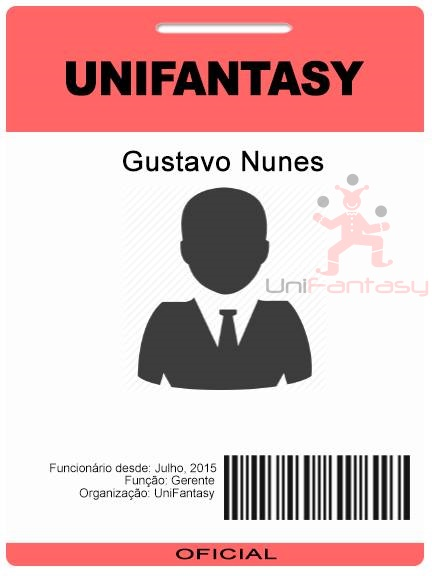 UNIFANTASY
Gustavo Nunes
UniFantasy
Funcionário desde: Julho, 2015
Função: Gerente
Organização: UniFantasy
OFICIAL